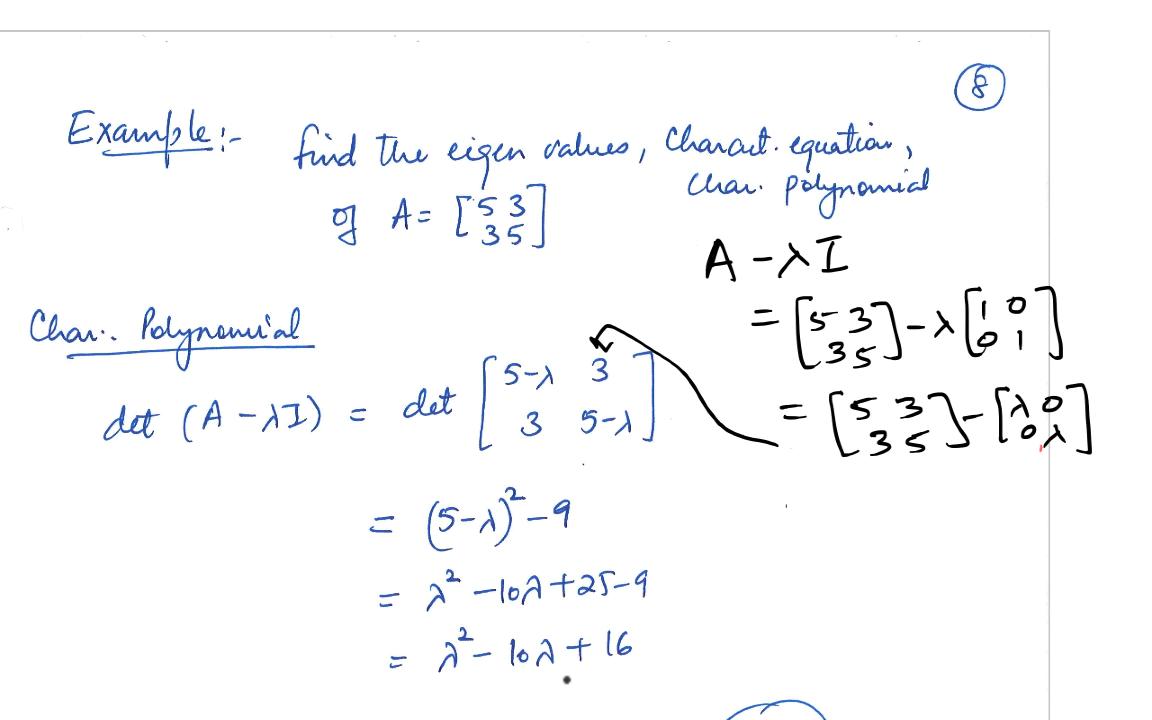 8
Example:- find the eigen values, Charact. equation,
Char. polynomial
of A = [5 3
3 5]
A - λI
= [5 3
3 5] - λ [1 0
0 1]
= [5 3
3 5] - [λ 0
0 λ]
Char. Polynomial
det (A - λI) = det [5-λ 3
3 5-λ]
= (5-λ)² - 9
= λ² - 10λ + 25 - 9
= λ² - 10λ + 16